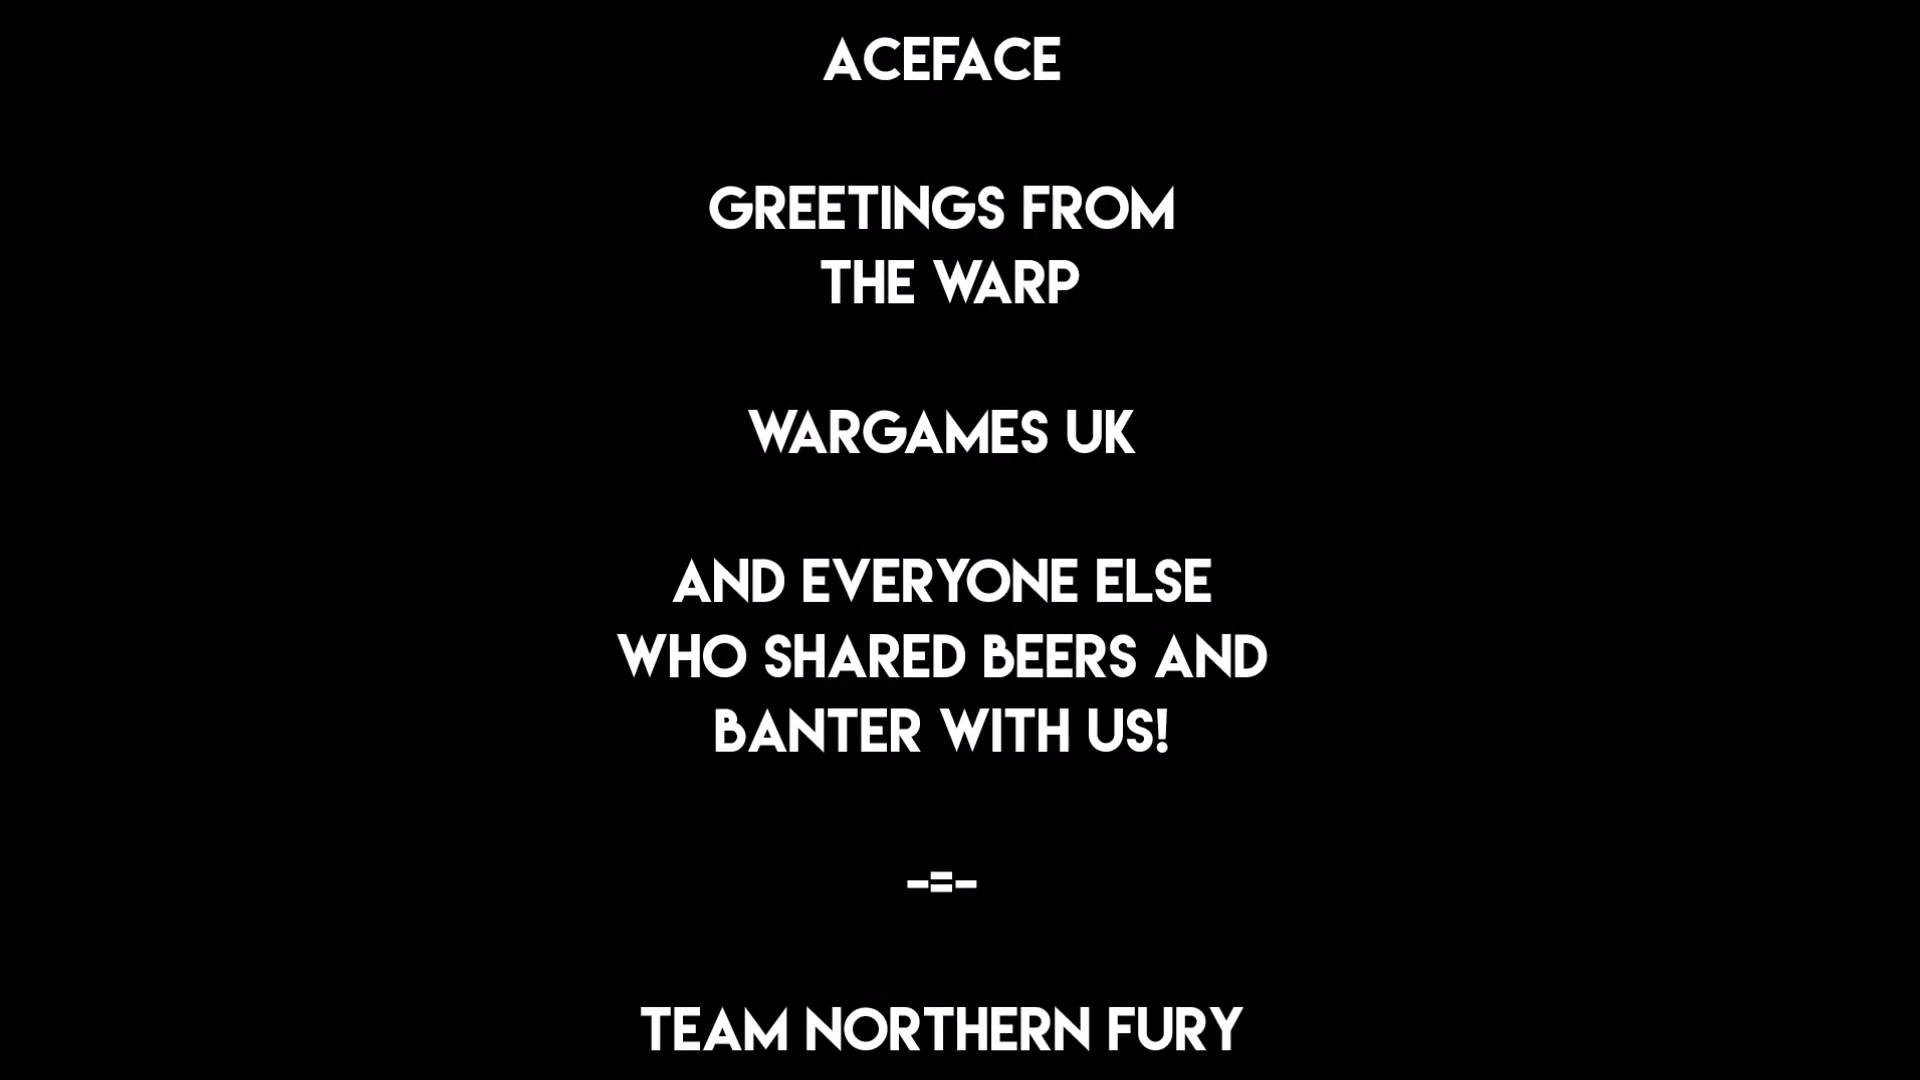 ACEFACE
GREETINGS FROM
THE WARP
WARGAMES UK
AND EVERYONE ELSE
WHO SHARED BEERS AND
BANTER WITH US!
-=-
TEAM NORTHERN FURY